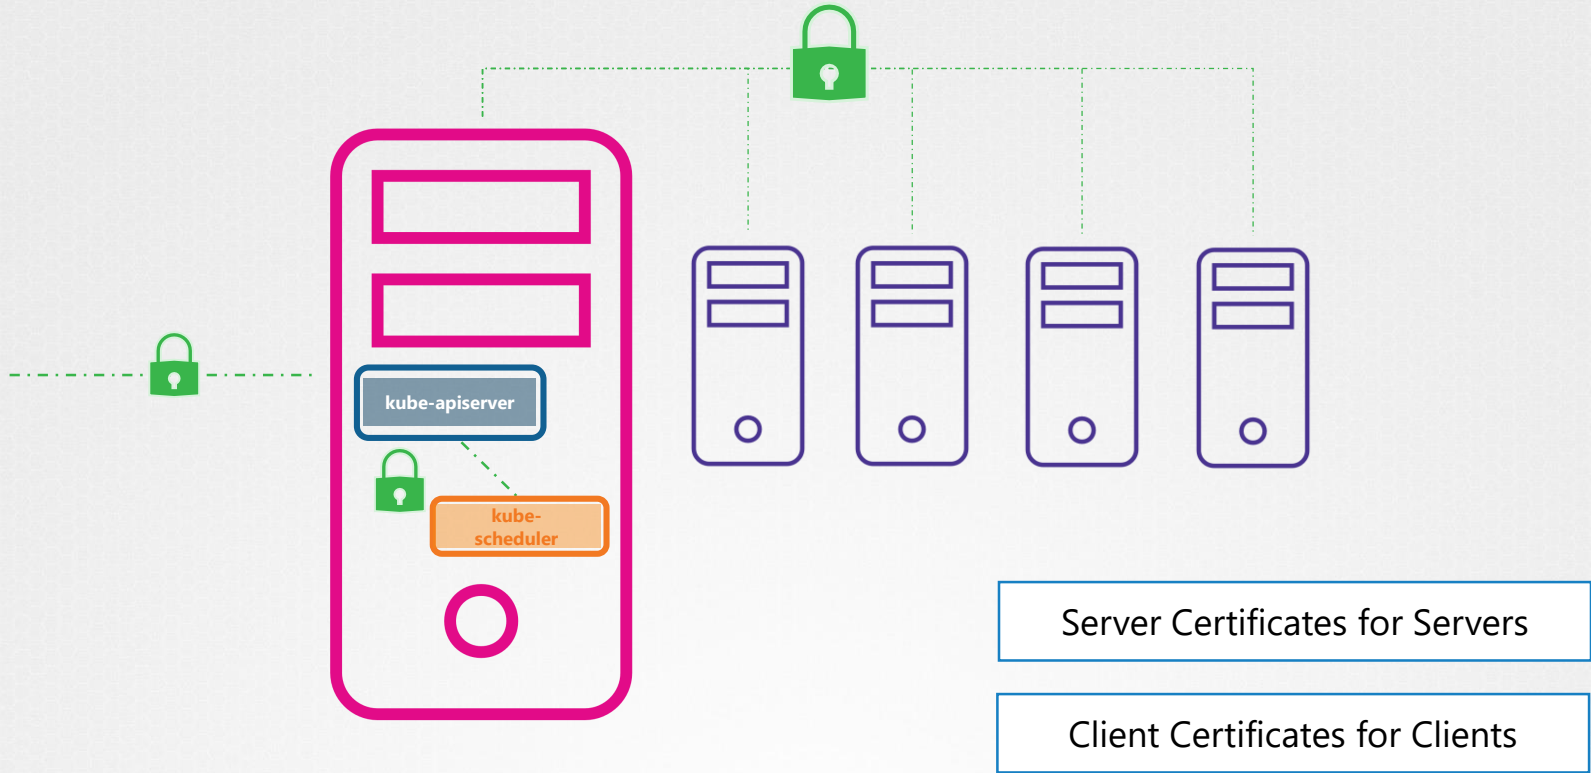 kube-apiserver
kube-
scheduler
Server Certificates for Servers
Client Certificates for Clients